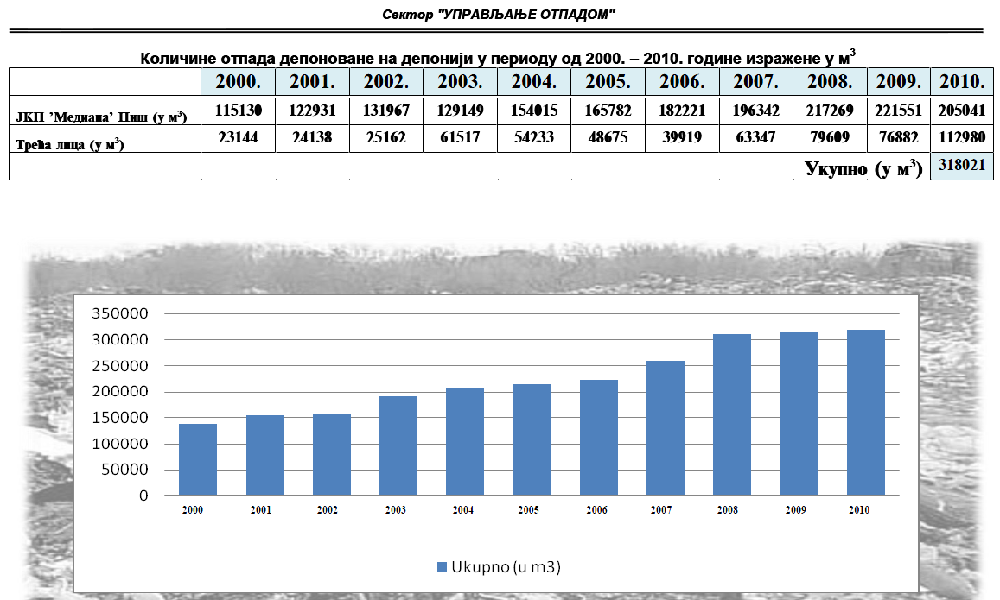 Сектор "УПРАВЉАЊЕ ОТПАДОМ"
Количине отпада депоноване на депонији у периоду од 2000. – 2010. године изражене у м³
2000. 2001. 2002. 2003. 2004. 2005. 2006. 2007. 2008. 2009. 2010.
ЈКП ’Медиана’ Ниш (у м³) 115130 122931 131967 129149 154015 165782 182221 196342 217269 221551 205041
Трећа лица (у м³) 23144 24138 25162 61517 54233 48675 39919 63347 79609 76882 112980
Укупно (у м³) 318021
350000
300000
250000
200000
150000
100000
50000
0
2000 2001 2002 2003 2004 2005 2006 2007 2008 2009 2010
Ukupno (u m3)